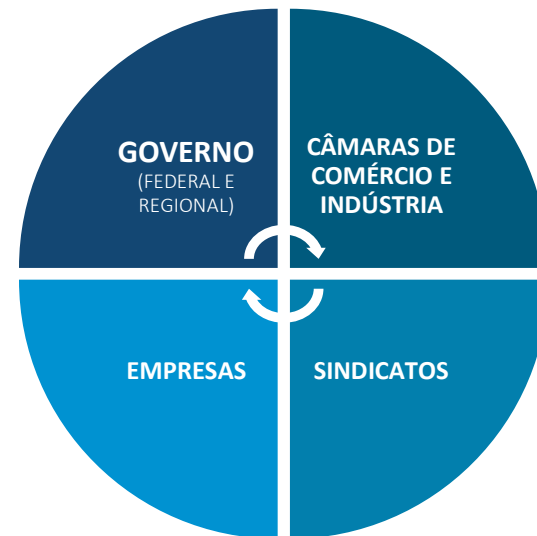 GOVERNO
(FEDERAL E
REGIONAL)
CÂMARAS DE
COMÉRCIO E
INDÚSTRIA
EMPRESAS
SINDICATOS